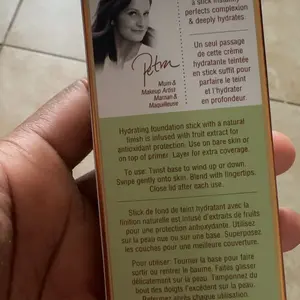 a stick instantly
perfects complexion
& deeply hydrates.
Un seul passage
de cette crème
hydratante teintée
en stick suffit pour
parfaire le teint
et l'hydrater
en profondeur.
Petra
Mum &
Makeup Artist
Maman &
Maquilleure
Hydrating foundation stick with a natural
finish is infused with fruit extract for
antioxidant protection. Use on bare skin or
on top of primer. Layer for extra coverage.
To use: Twist base to wind up or down.
Swipe gently onto skin. Blend with fingertips.
Close lid after each use.
Stick de fond de teint hydratant avec la
finition naturelle est infusé d'extraits de fruits
pour une protection antioxydante. Utilisez
sur la peau nue ou sur une base. Superposez
les couches pour une meilleure couverture.
Pour utiliser: Tournez la base pour faire
sortir ou rentrer le baume. Faites glisser
délicatement sur la peau. Tamponnez du
bout des doigts l'excédent sur la peau.
après chaque utilisation.